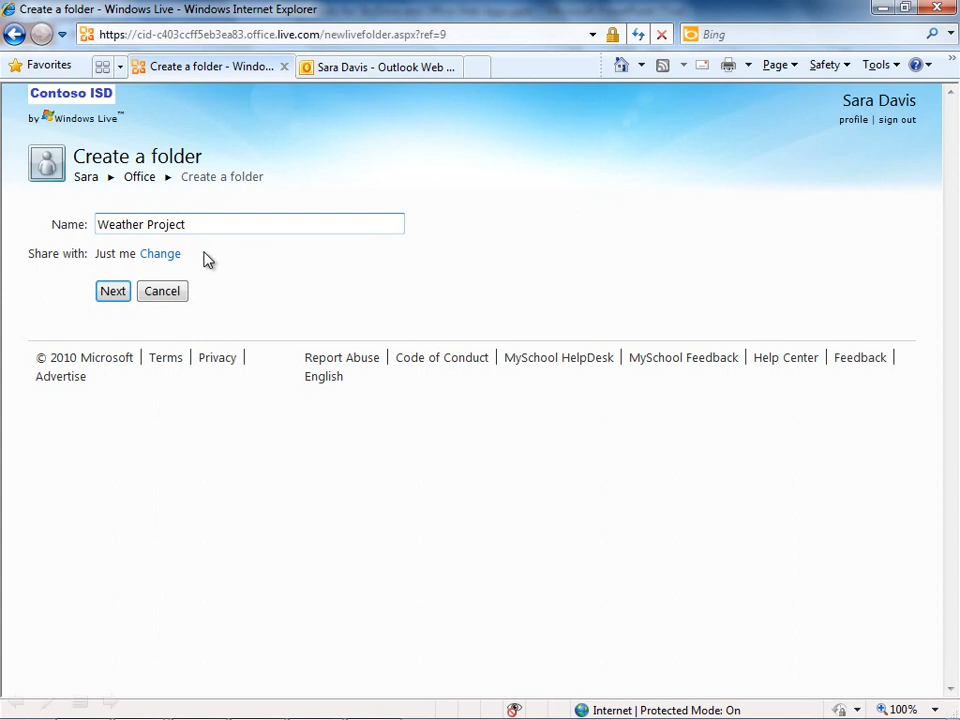 Create a folder - Windows Live - Windows Internet Explorer
https://cid-c403ccff5eb3ea83.office.live.com/newlivefolder.aspx?ref=9
Bing
Favorites
Create a folder - Windo...
Sara Davis - Outlook Web ...
Page
Safety
Tools
Contoso ISD
by Windows Live™
Sara Davis
profile | sign out
Create a folder
Sara ► Office ► Create a folder
Name: Weather Project
Share with: Just me Change
Next Cancel
© 2010 Microsoft | Terms | Privacy |
Advertise
Report Abuse | Code of Conduct | MySchool HelpDesk | MySchool Feedback | Help Center | Feedback |
English
Internet | Protected Mode: On
100%